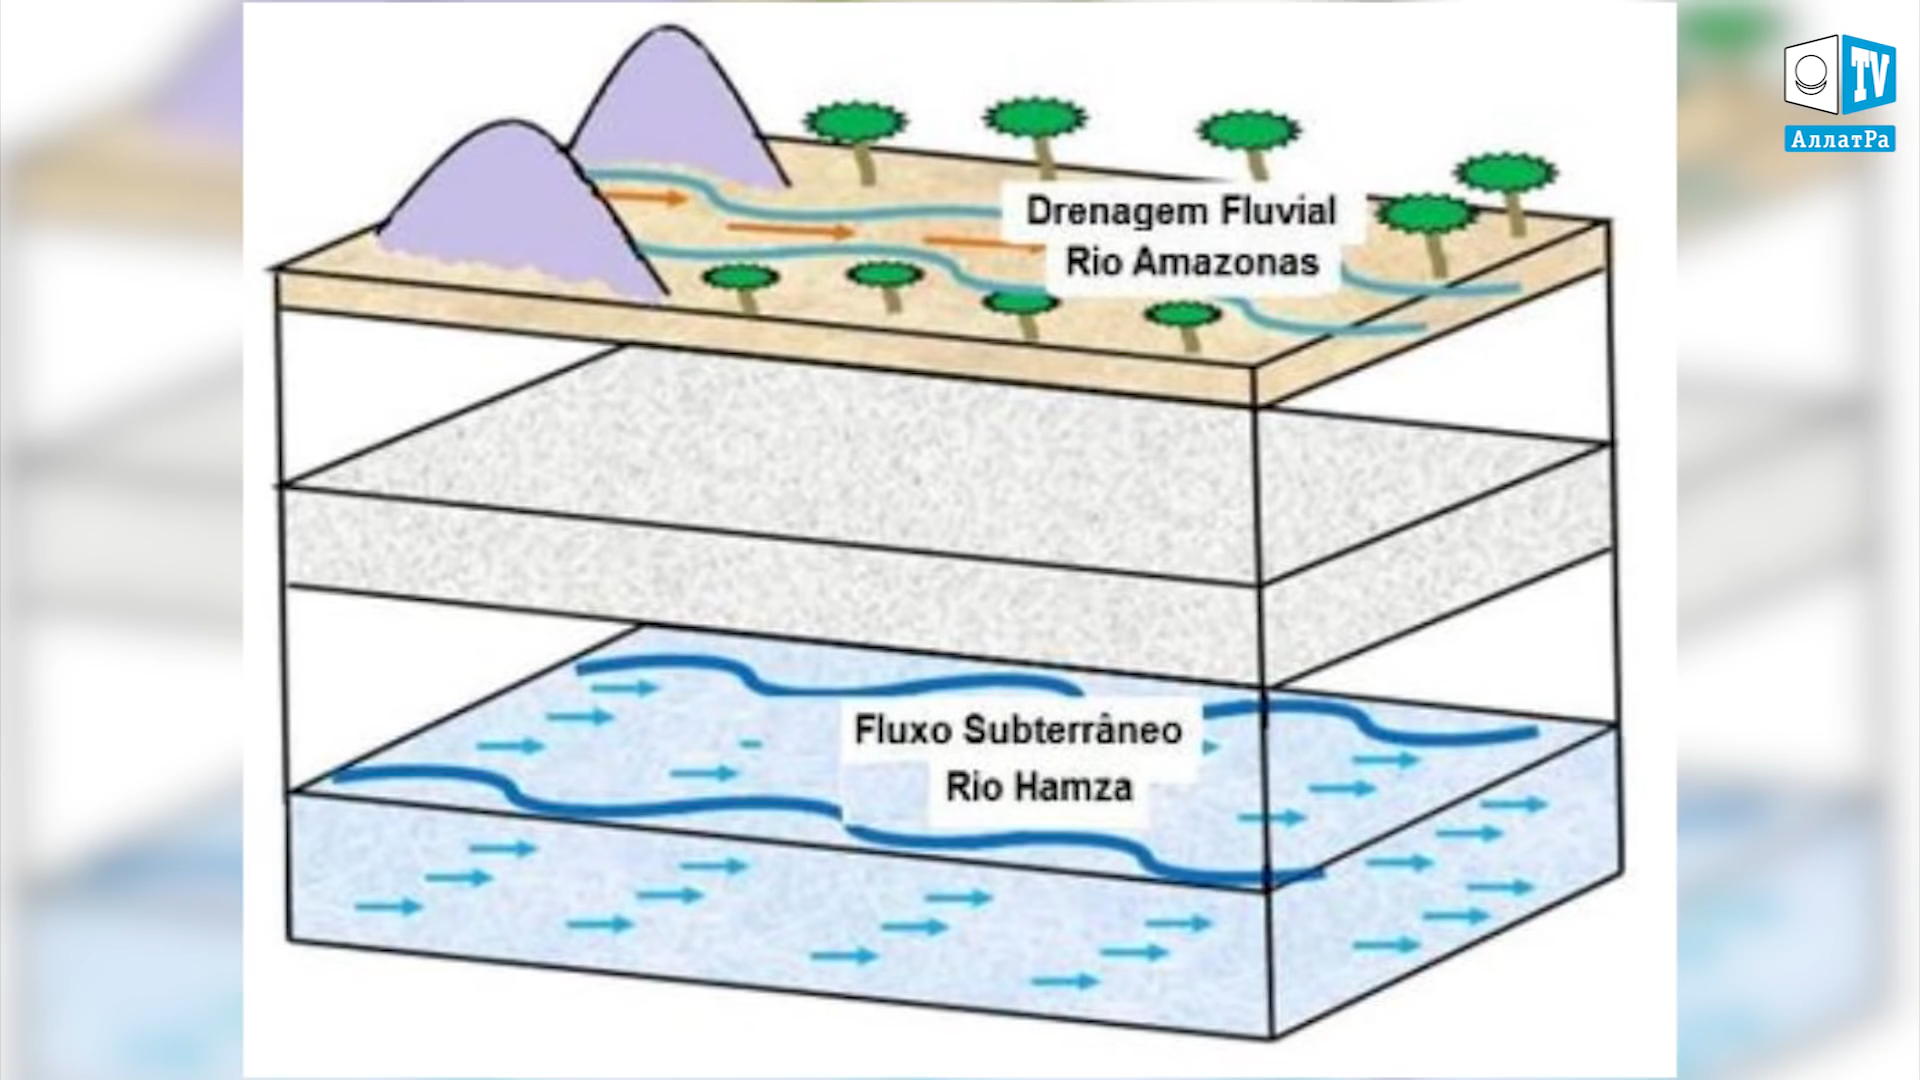 TV
АллатРа
Drenagem Fluvial
Rio Amazonas
Fluxo Subterrâneo
Rio Hamza